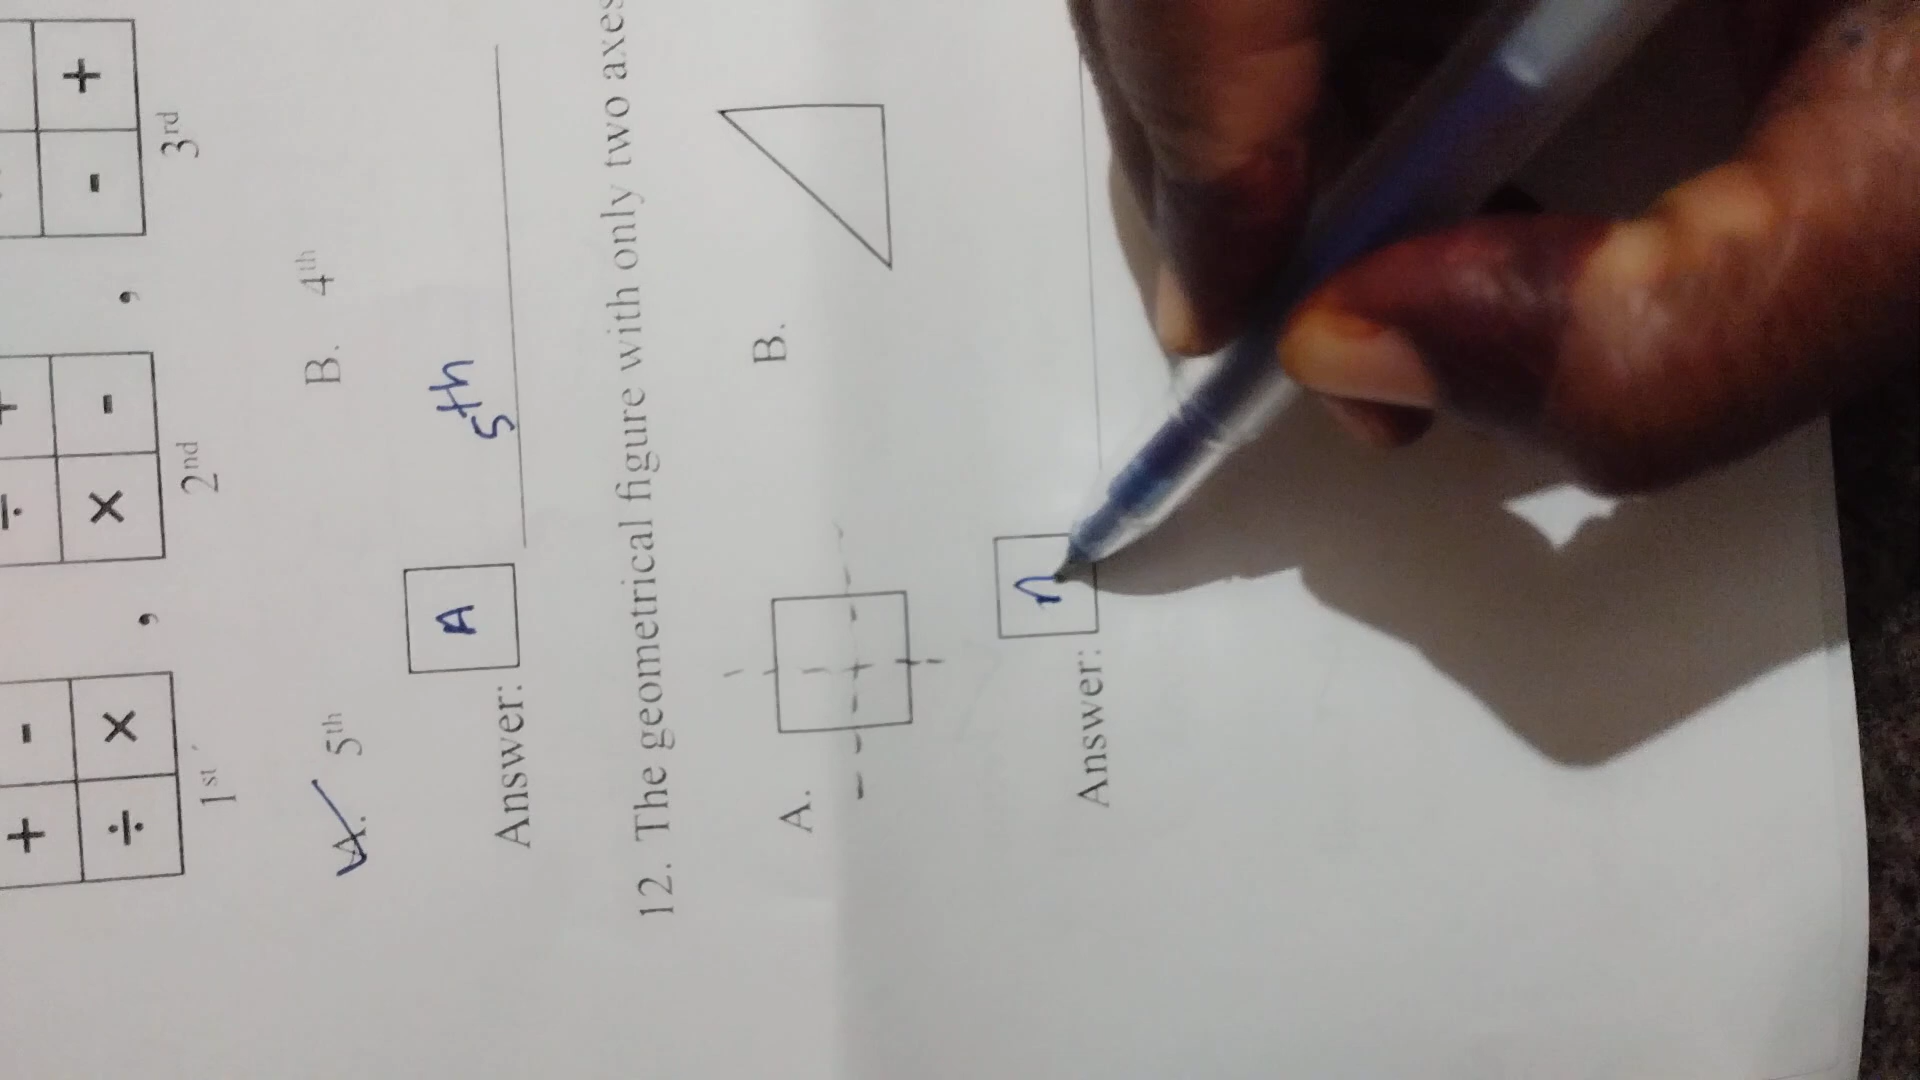 + - ÷
÷ × × - - +
1st , 2nd , 3rd
A. 5th B. 4th
Answer: A 5th
12. The geometrical figure with only two axes
A. B.
Answer: